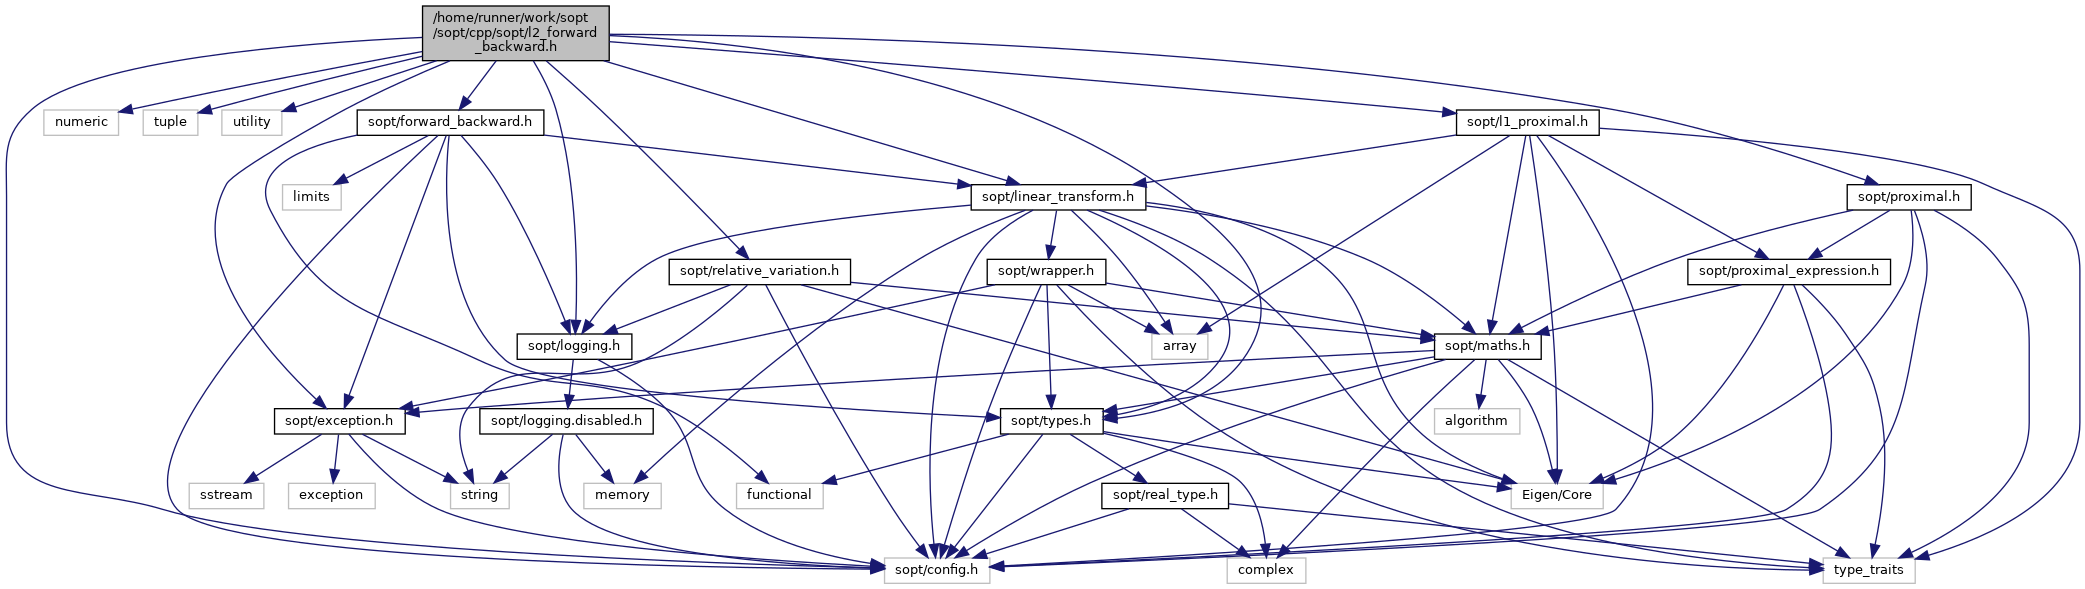 /home/runner/work/sopt
/sopt/cpp/sopt/l2_forward
_backward.h
numeric
tuple
utility
sopt/forward_backward.h
sopt/l1_proximal.h
limits
sopt/linear_transform.h
sopt/proximal.h
sopt/relative_variation.h
sopt/wrapper.h
sopt/proximal_expression.h
sopt/logging.h
array
sopt/maths.h
sopt/exception.h
sopt/logging.disabled.h
sopt/types.h
algorithm
sstream
exception
string
memory
functional
sopt/real_type.h
Eigen/Core
sopt/config.h
complex
type_traits